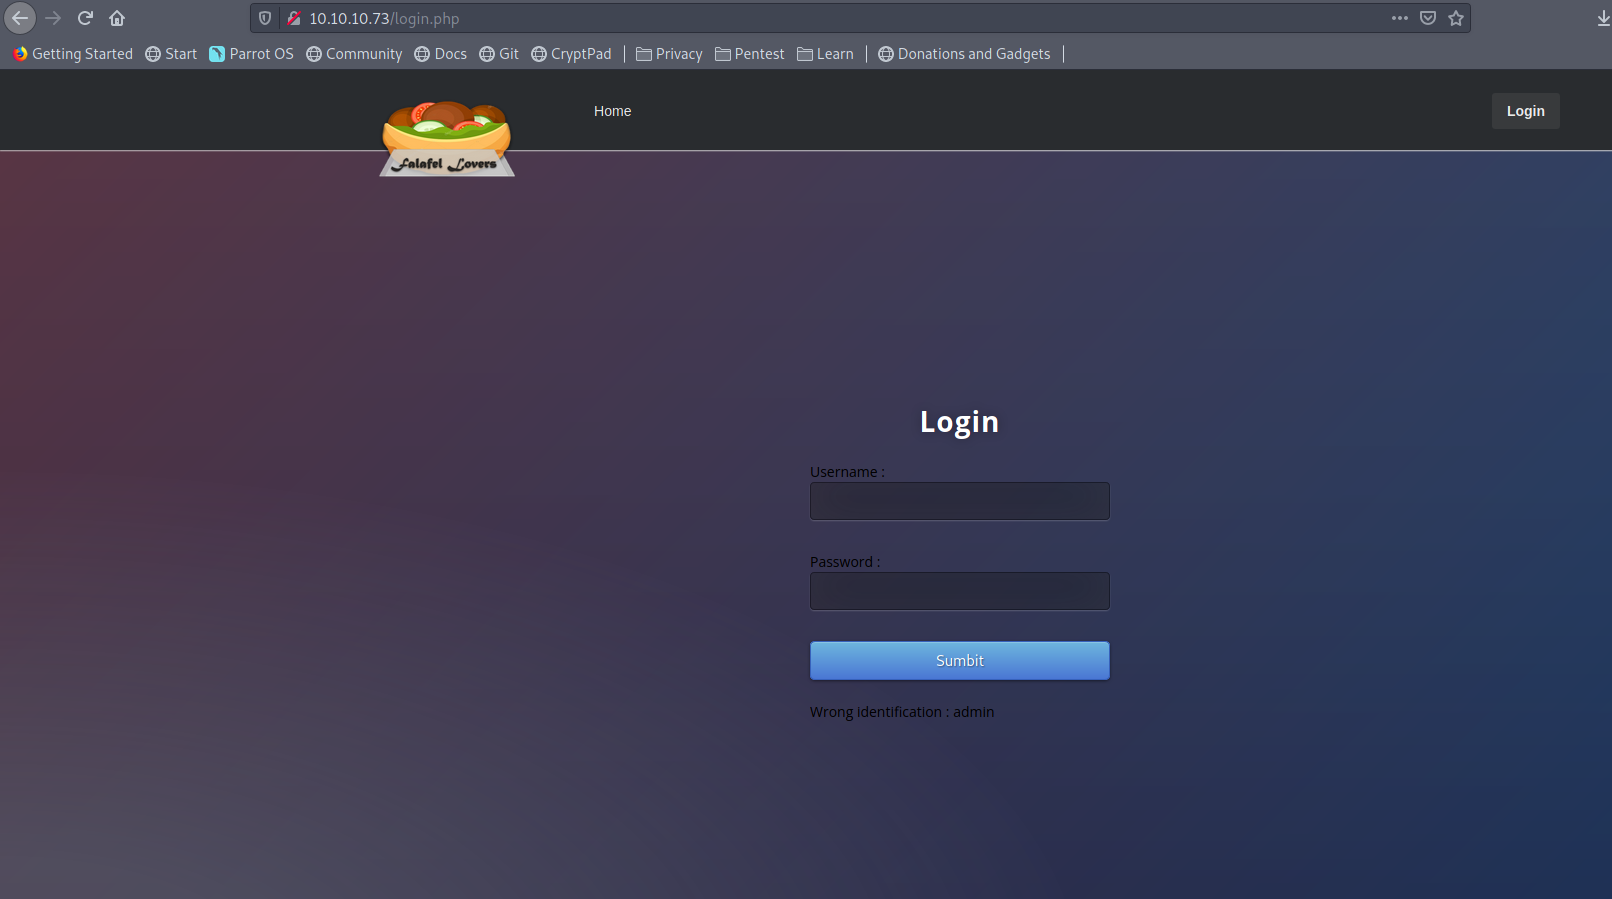 10.10.10.73/login.php
Getting Started Start Parrot OS Community Docs Git CryptPad Privacy Pentest Learn Donations and Gadgets
Home Login
Falafel Lovers
Login
Username :
Password :
Sumbit
Wrong identification : admin